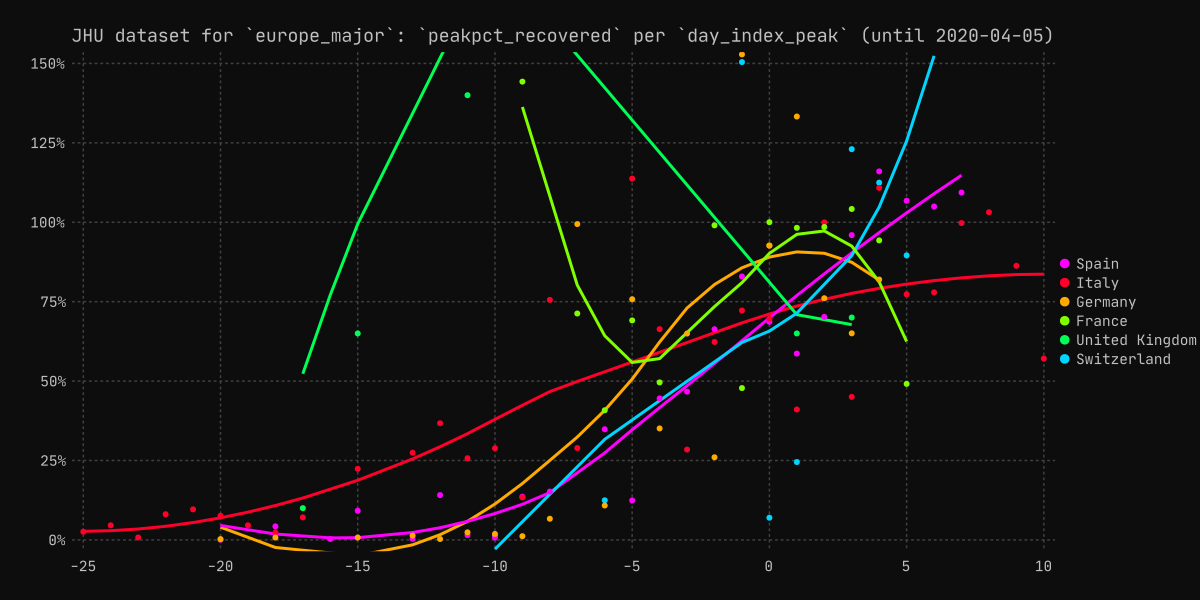 JHU dataset for `europe_major`: `peakpct_recovered` per `day_index_peak` (until 2020-04-05)
150%
125%
100%
75%
50%
25%
0%
-25
-20
-15
-10
-5
0
5
10
Spain
Italy
Germany
France
United Kingdom
Switzerland